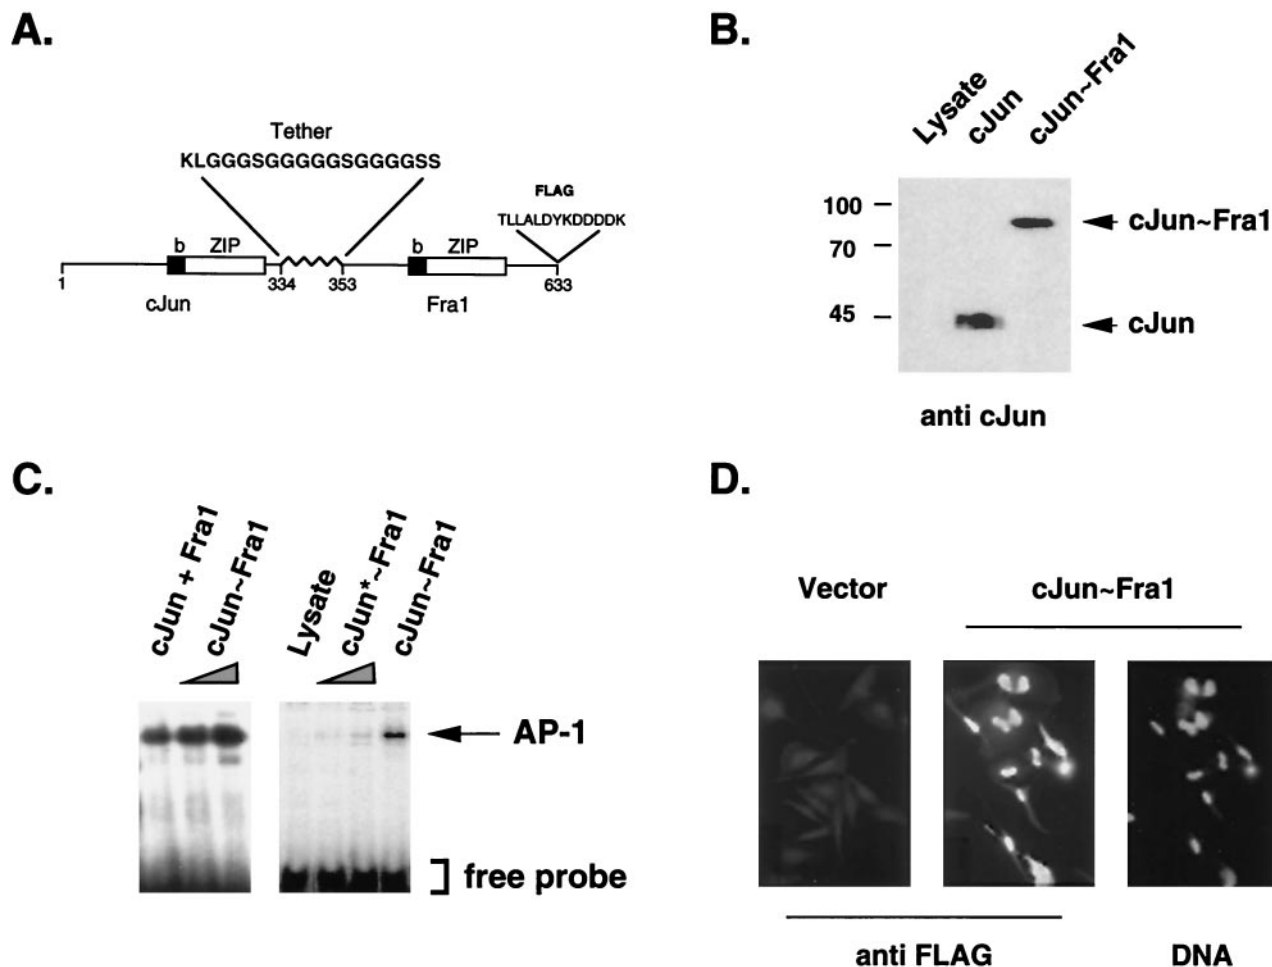 A.
Tether
KLGGGSGGGGGSGGGGSS
FLAG
TLLALDYKDDDDK
b ZIP
b ZIP
1
334
353
633
cJun
Fra1
B.
Lysate
cJun
cJun~Fra1
100
70
45
cJun~Fra1
cJun
anti cJun
C.
cJun + Fra1
cJun~Fra1
Lysate
cJun*~Fra1
cJun~Fra1
AP-1
free probe
D.
Vector
cJun~Fra1
anti FLAG
DNA